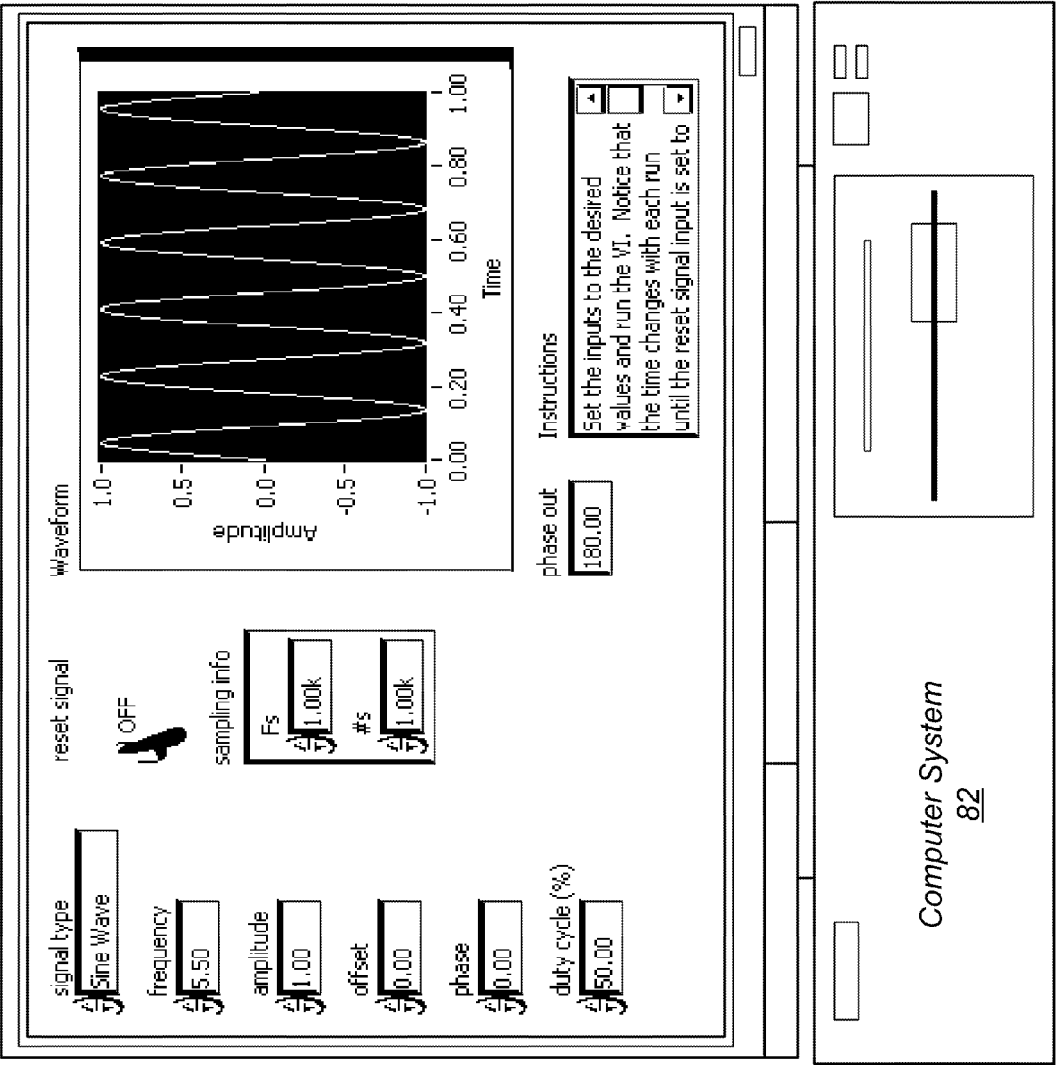 signal type
Sine Wave
frequency
5.50
amplitude
1.00
offset
0.00
phase
0.00
duty cycle (%)
50.00
reset signal
OFF
sampling info
Fs
1.00k
#s
1.00k
Waveform
Amplitude
1.0
0.5
0.0
-0.5
-1.0
0.00 0.20 0.40 0.60 0.80 1.00
Time
phase out
180.00
Instructions
Set the inputs to the desired
values and run the VI. Notice that
the time changes with each run
until the reset signal input is set to
Computer System
82